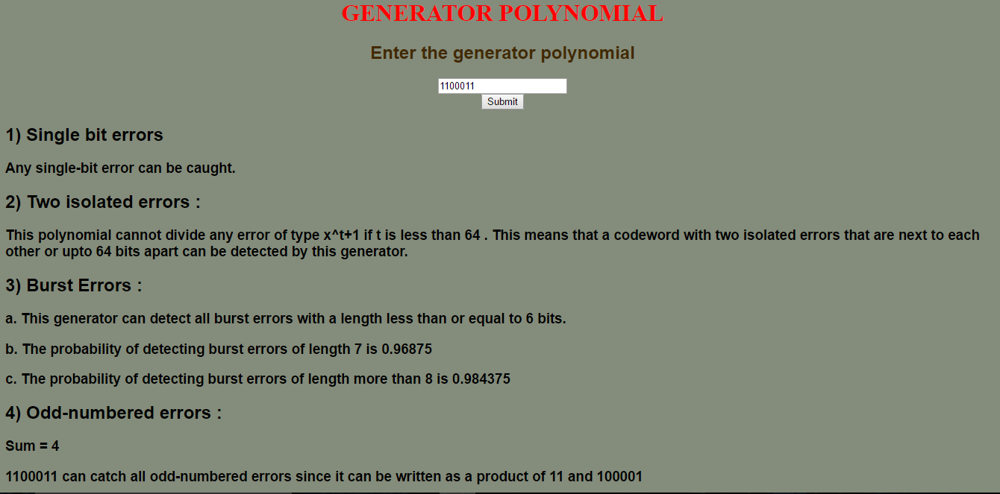 GENERATOR POLYNOMIAL
Enter the generator polynomial
1100011
Submit
1) Single bit errors
Any single-bit error can be caught.
2) Two isolated errors :
This polynomial cannot divide any error of type x^t+1 if t is less than 64 . This means that a codeword with two isolated errors that are next to each
other or upto 64 bits apart can be detected by this generator.
3) Burst Errors :
a. This generator can detect all burst errors with a length less than or equal to 6 bits.
b. The probability of detecting burst errors of length 7 is 0.96875
c. The probability of detecting burst errors of length more than 8 is 0.984375
4) Odd-numbered errors :
Sum = 4
1100011 can catch all odd-numbered errors since it can be written as a product of 11 and 100001